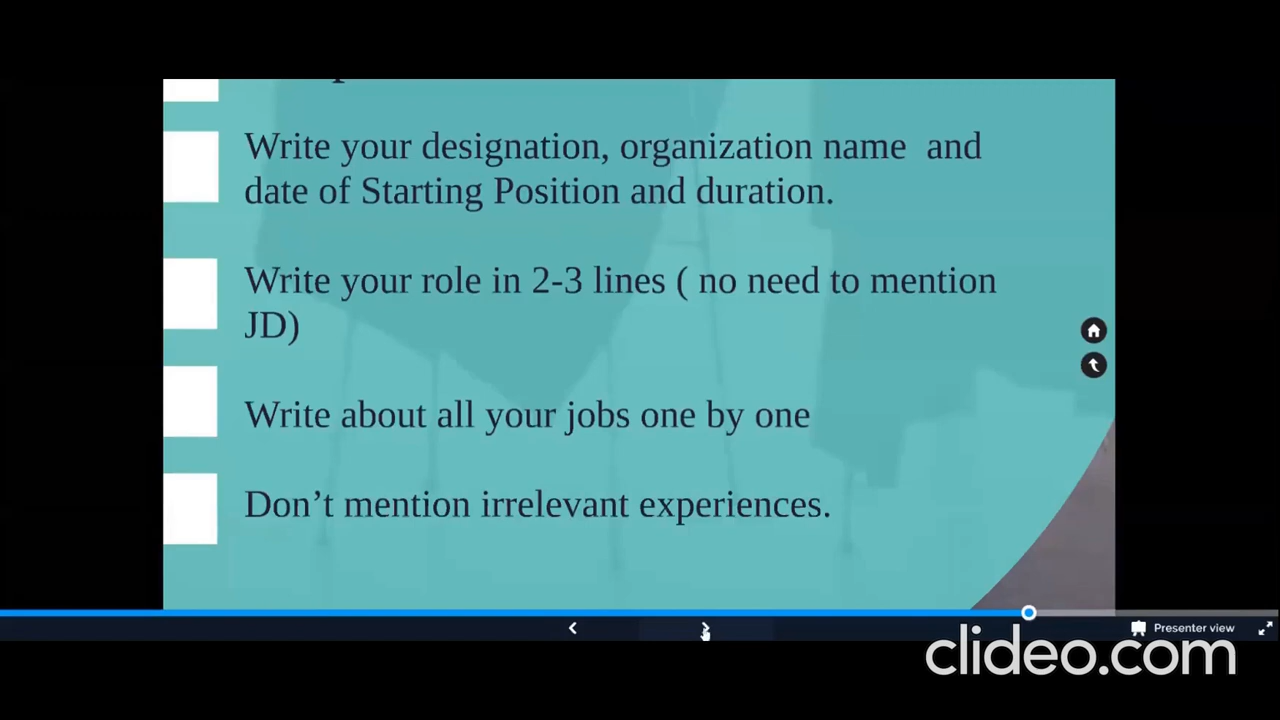 Write your designation, organization name and
date of Starting Position and duration.
Write your role in 2-3 lines ( no need to mention
JD)
Write about all your jobs one by one
Don’t mention irrelevant experiences.
Presenter view
clideo.com